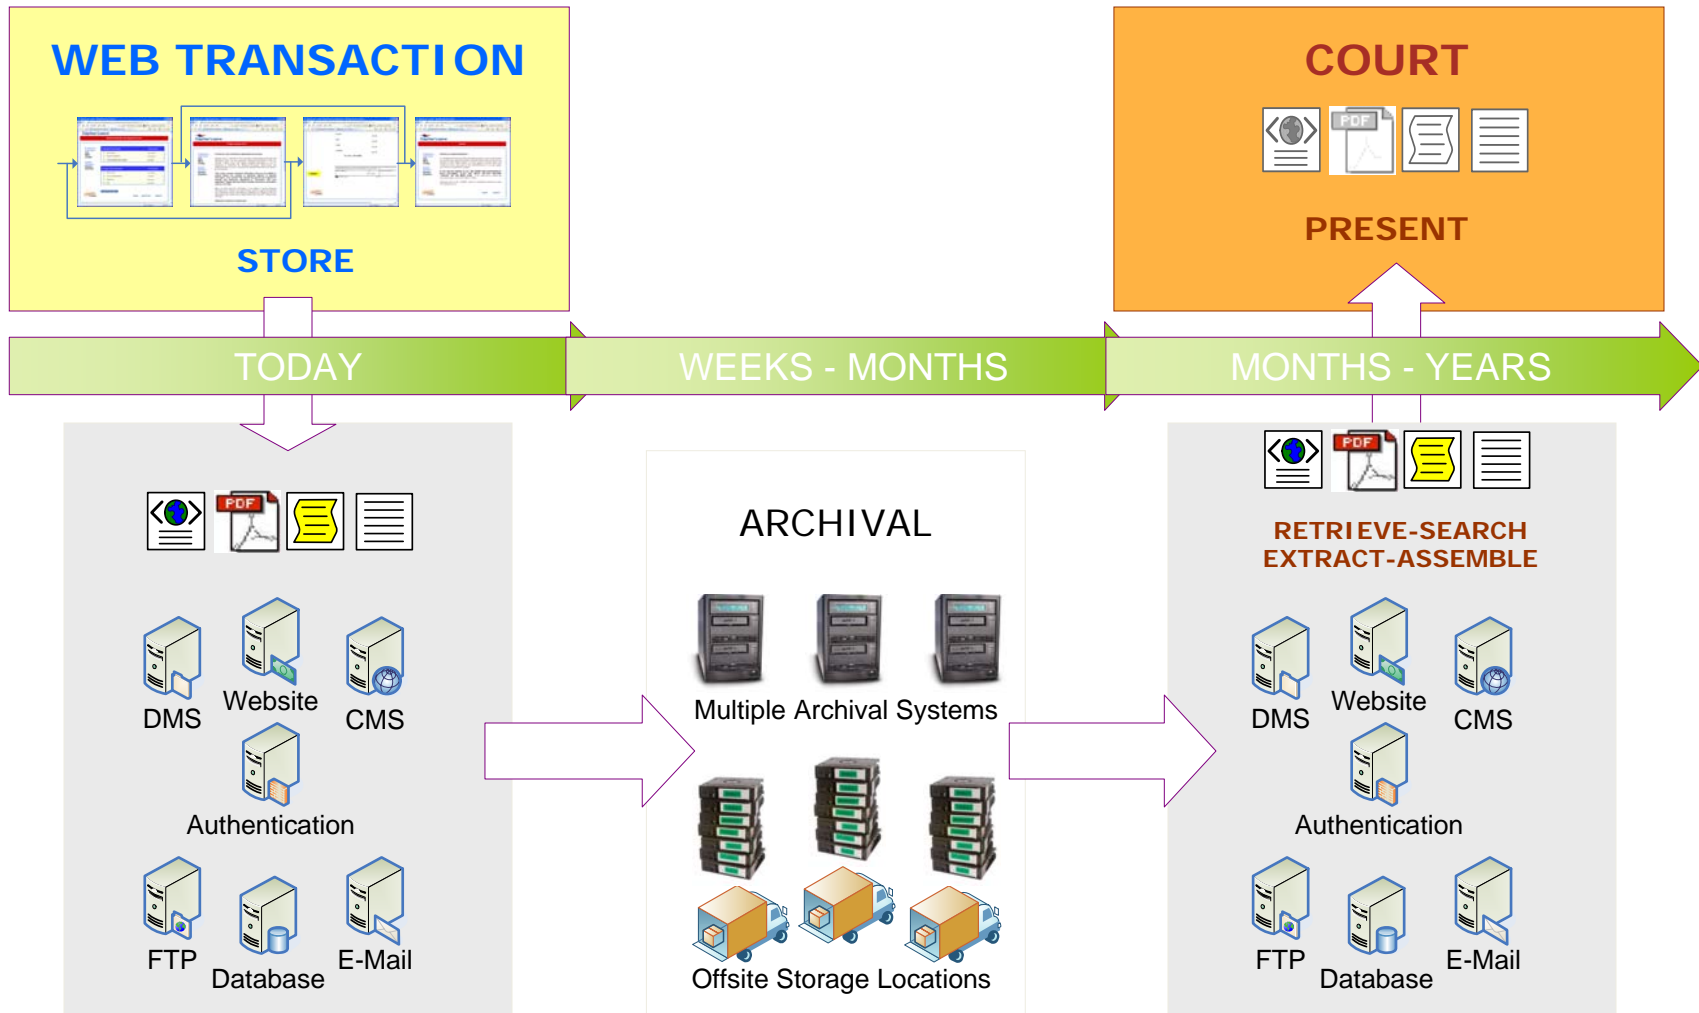 WEB TRANSACTION
STORE
COURT
PDF
PRESENT
TODAY
WEEKS - MONTHS
MONTHS - YEARS
PDF
DMS
Website
CMS
Authentication
FTP
Database
E-Mail
ARCHIVAL
Multiple Archival Systems
Offsite Storage Locations
PDF
RETRIEVE-SEARCH
EXTRACT-ASSEMBLE
DMS
Website
CMS
Authentication
FTP
Database
E-Mail